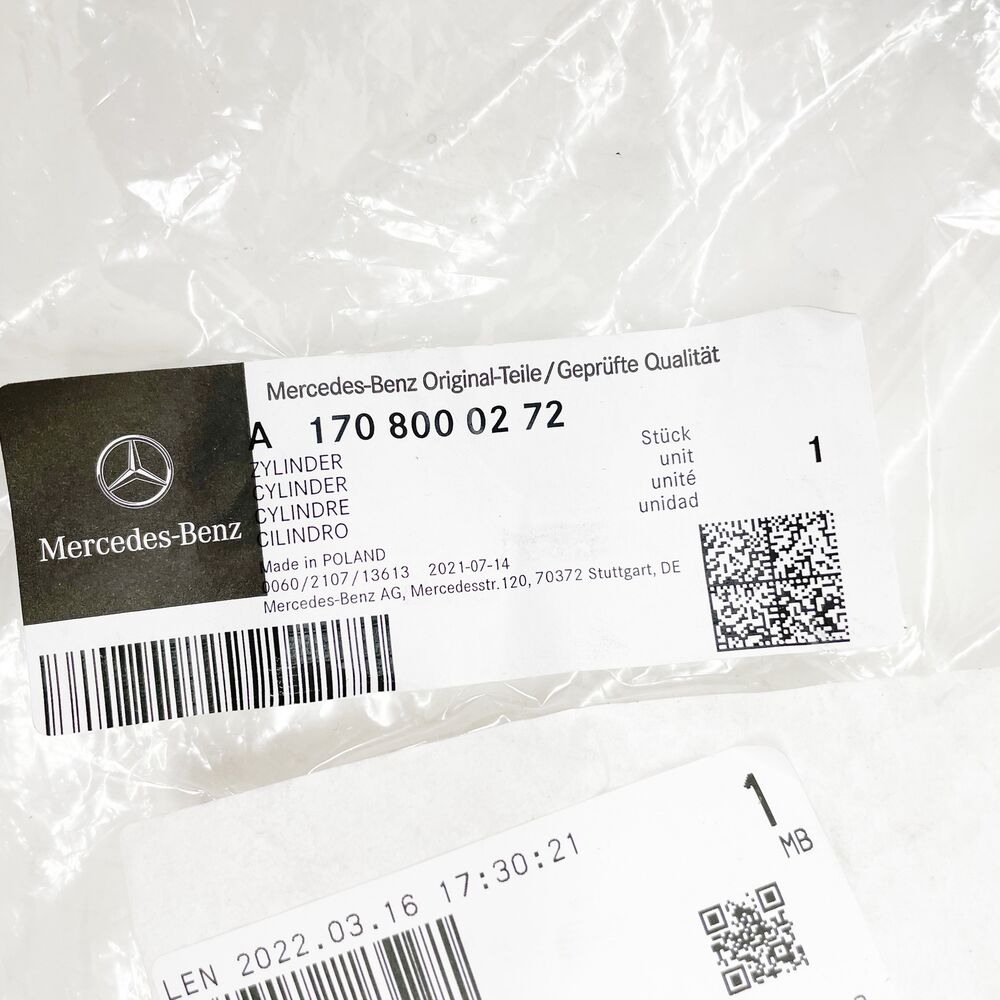 Mercedes-Benz Original-Teile/Geprüfte Qualität
A 170 800 02 72
ZYLINDER
CYLINDER
CYLINDRE
CILINDRO
Stück
unit
unité
unidad
1
Mercedes-Benz
Made in POLAND
0060/2107/13613 2021-07-14
Mercedes-Benz AG, Mercedesstr.120, 70372 Stuttgart, DE
1
MB
LEN 2022.03.16 17:30:21